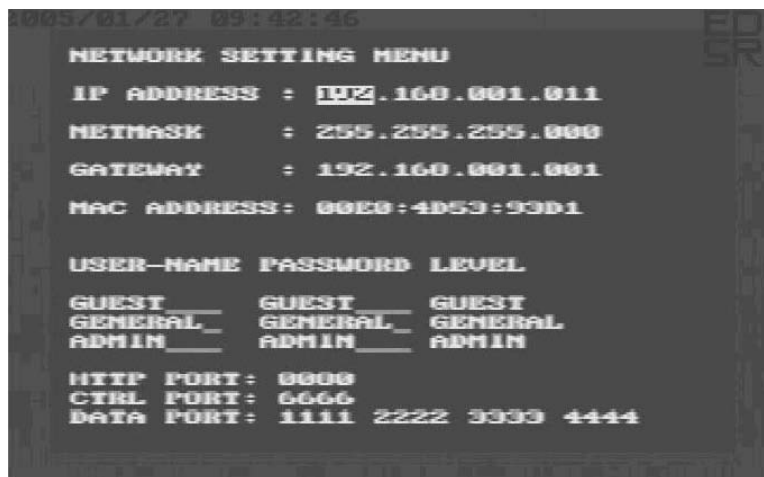 2005/01/27 09:42:46
EDSR
NETWORK SETTING MENU
IP ADDRESS : 192.168.001.011
NETMASK : 255.255.255.000
GATEWAY : 192.168.001.001
MAC ADDRESS: 00E0:4D53:93D1
USER-NAME PASSWORD LEVEL
GUEST___ GUEST___ GUEST
GENERAL_ GENERAL_ GENERAL
ADMIN___ ADMIN___ ADMIN
HTTP PORT:
CTRL PORT: 6666
DATA PORT: 1111 2222 3333 4444